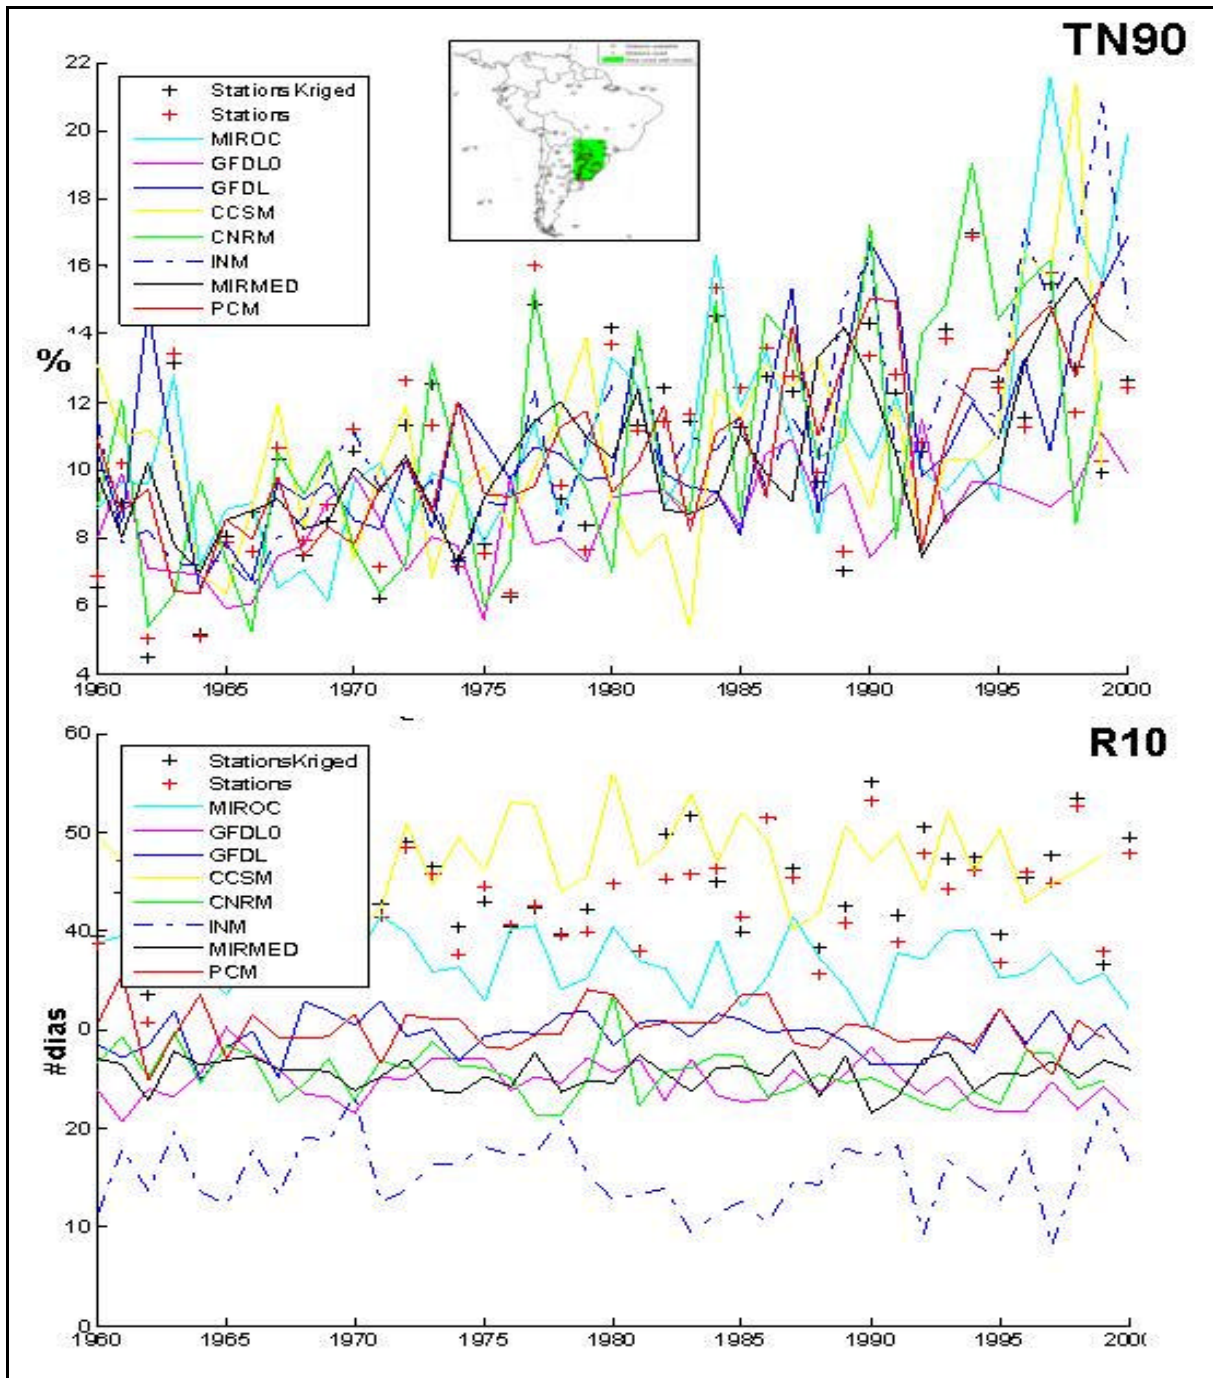 TN90
22
20
18
16
14
12
10
8
6
4
%
Stations Kriged
Stations
MIROC
GFDL0
GFDL
CCSM
CNRM
INM
MIRMED
PCM
1960 1965 1970 1975 1980 1985 1990 1995 2000
R10
60
50
40
0
20
10
0
#dias
StationsKriged
Stations
MIROC
GFDL0
GFDL
CCSM
CNRM
INM
MIRMED
PCM
1960 1965 1970 1975 1980 1985 1990 1995 200(